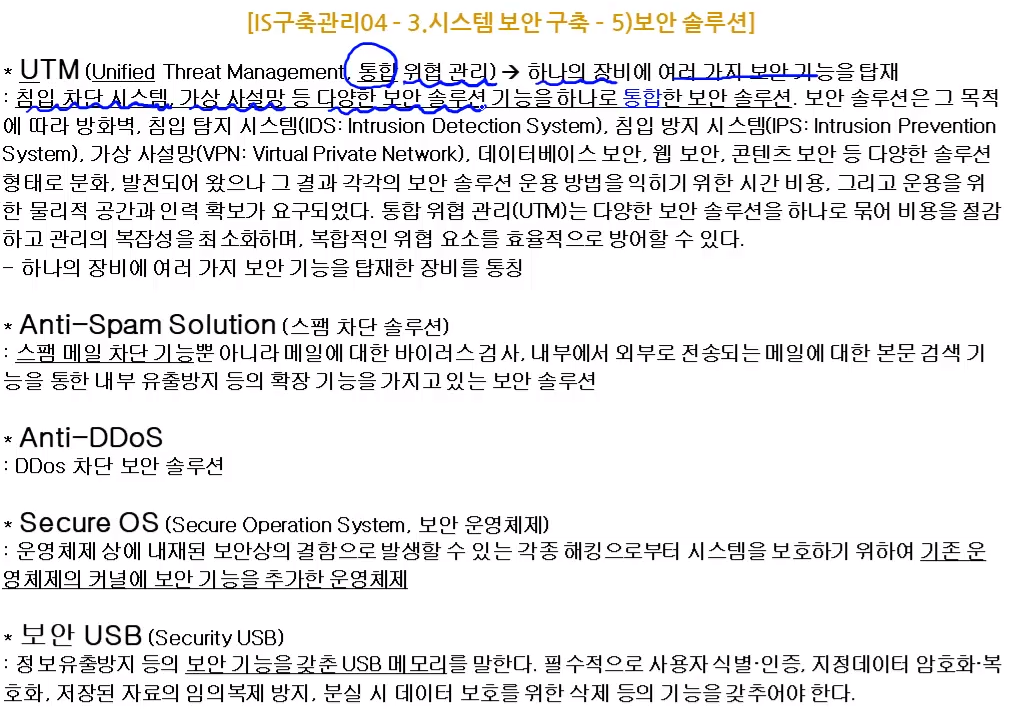 [IS구축관리04 - 3.시스템 보안 구축 - 5)보안 솔루션]
* UTM (Unified Threat Management, 통합 위협 관리) → 하나의 장비에 여러 가지 보안 기능을 탑재
: 침입 차단 시스템, 가상 사설망 등 다양한 보안 솔루션 기능을 하나로 통합한 보안 솔루션. 보안 솔루션은 그 목적
에 따라 방화벽, 침입 탐지 시스템(IDS: Intrusion Detection System), 침입 방지 시스템(IPS: Intrusion Prevention
System), 가상 사설망(VPN: Virtual Private Network), 데이터베이스 보안, 웹 보안, 콘텐츠 보안 등 다양한 솔루션
형태로 분화, 발전되어 왔으나 그 결과 각각의 보안 솔루션 운용 방법을 익히기 위한 시간 비용, 그리고 운용을 위
한 물리적 공간과 인력 확보가 요구되었다. 통합 위협 관리(UTM)는 다양한 보안 솔루션을 하나로 묶어 비용을 절감
하고 관리의 복잡성을 최소화하며, 복합적인 위협 요소를 효율적으로 방어할 수 있다.
- 하나의 장비에 여러 가지 보안 기능을 탑재한 장비를 통칭
* Anti-Spam Solution (스팸 차단 솔루션)
: 스팸 메일 차단 기능뿐 아니라 메일에 대한 바이러스 검사, 내부에서 외부로 전송되는 메일에 대한 본문 검색 기
능을 통한 내부 유출방지 등의 확장 기능을 가지고 있는 보안 솔루션
* Anti-DDoS
: DDos 차단 보안 솔루션
* Secure OS (Secure Operation System, 보안 운영체제)
: 운영체제 상에 내재된 보안상의 결함으로 발생할 수 있는 각종 해킹으로부터 시스템을 보호하기 위하여 기존 운
영체제의 커널에 보안 기능을 추가한 운영체제
* 보안 USB (Security USB)
: 정보유출방지 등의 보안 기능을 갖춘 USB 메모리를 말한다. 필수적으로 사용자 식별·인증, 지정데이터 암호화·복
호화, 저장된 자료의 임의복제 방지, 분실 시 데이터 보호를 위한 삭제 등의 기능을 갖추어야 한다.